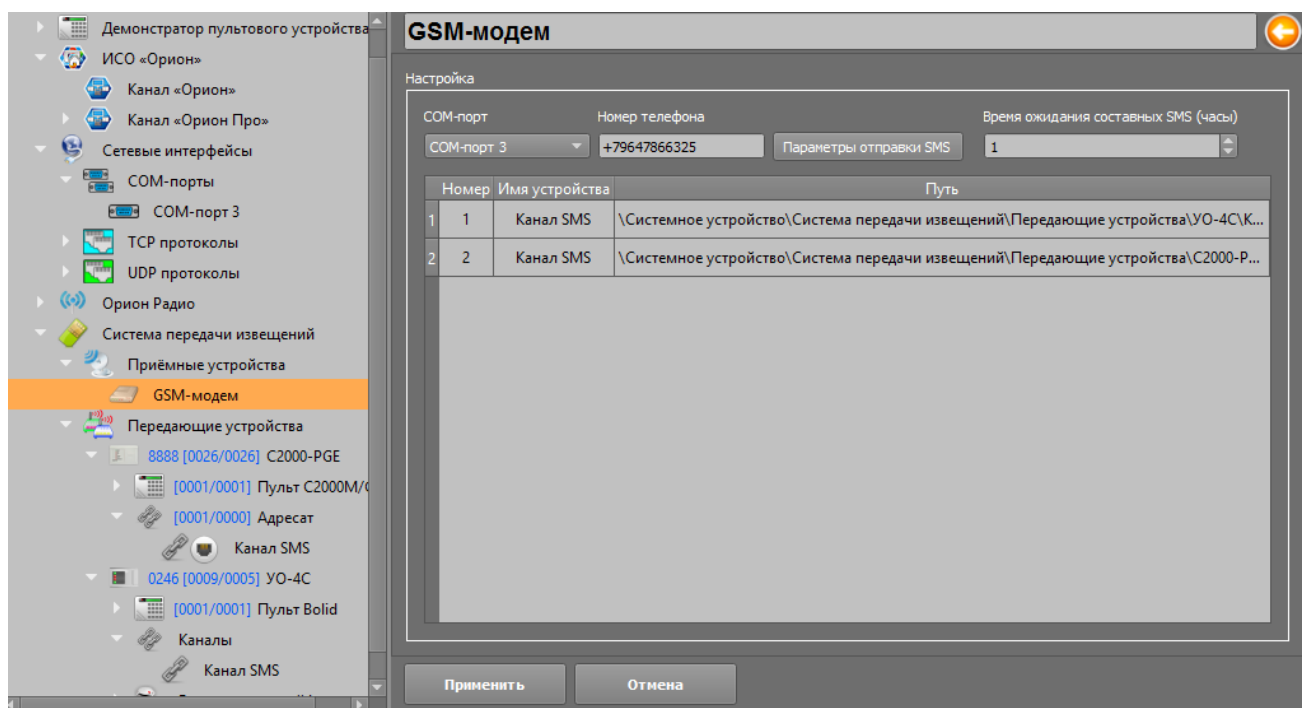 Демонстратор пультового устройства
ИСО «Орион»
Канал «Орион»
Канал «Орион Про»
Сетевые интерфейсы
COM-порты
COM-порт 3
TCP протоколы
UDP протоколы
Орион Радио
Система передачи извещений
Приёмные устройства
GSM-модем
Передающие устройства
8888 [0026/0026] С2000-PGE
[0001/0001] Пульт С2000М/
[0001/0000] Адресат
Канал SMS
0246 [0009/0005] УО-4С
[0001/0001] Пульт Bolid
Каналы
Канал SMS
GSM-модем
Настройка
COM-порт Номер телефона Время ожидания составных SMS (часы)
COM-порт 3 +79647866325 Параметры отправки SMS 1
Номер Имя устройства Путь
1 1 Канал SMS \Системное устройство\Система передачи извещений\Передающие устройства\УО-4С\К...
2 2 Канал SMS \Системное устройство\Система передачи извещений\Передающие устройства\С2000-P...
Применить Отмена